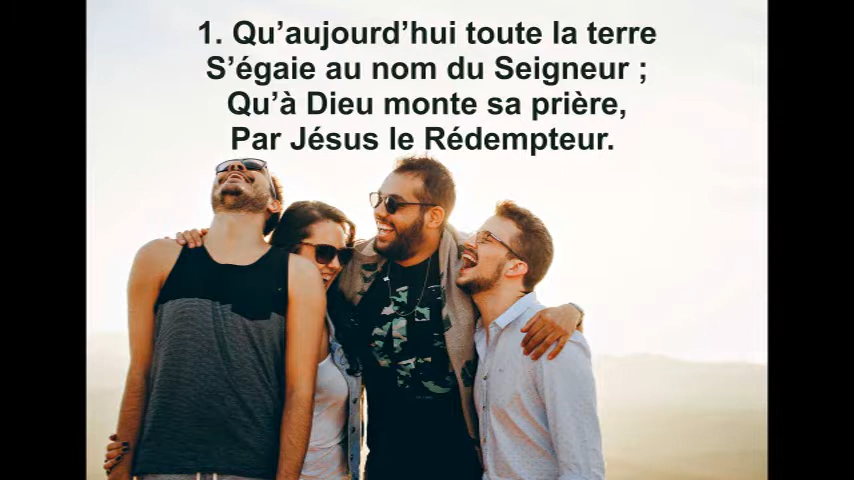 1. Qu’aujourd’hui toute la terre
S’égaie au nom du Seigneur ;
Qu’à Dieu monte sa prière,
Par Jésus le Rédempteur.